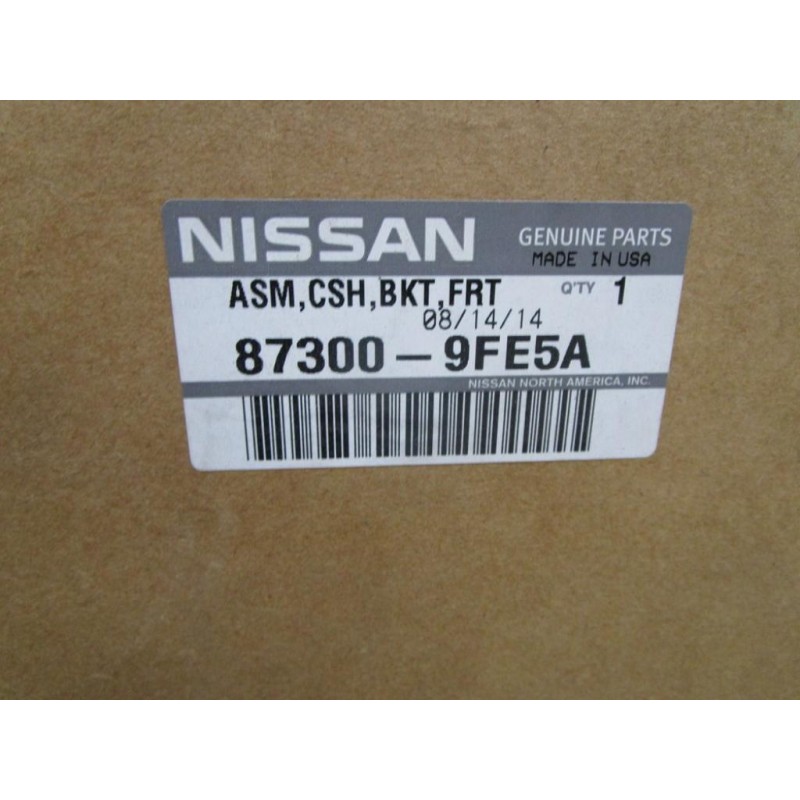 NISSAN GENUINE PARTS
MADE IN USA
ASM,CSH,BKT,FRT Q'TY 1
08/14/14
87300-9FE5A
NISSAN NORTH AMERICA, INC.